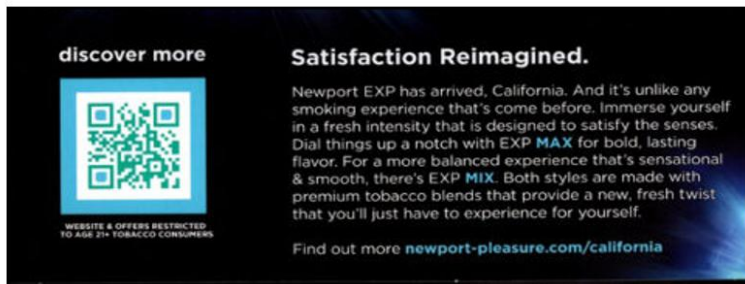 discover more
WEBSITE & OFFERS RESTRICTED
TO AGE 21+ TOBACCO CONSUMERS
Satisfaction Reimagined.
Newport EXP has arrived, California. And it's unlike any
smoking experience that's come before. Immerse yourself
in a fresh intensity that is designed to satisfy the senses.
Dial things up a notch with EXP MAX for bold, lasting
flavor. For a more balanced experience that's sensational
& smooth, there's EXP MIX. Both styles are made with
premium tobacco blends that provide a new, fresh twist
that you'll just have to experience for yourself.
Find out more newport-pleasure.com/california